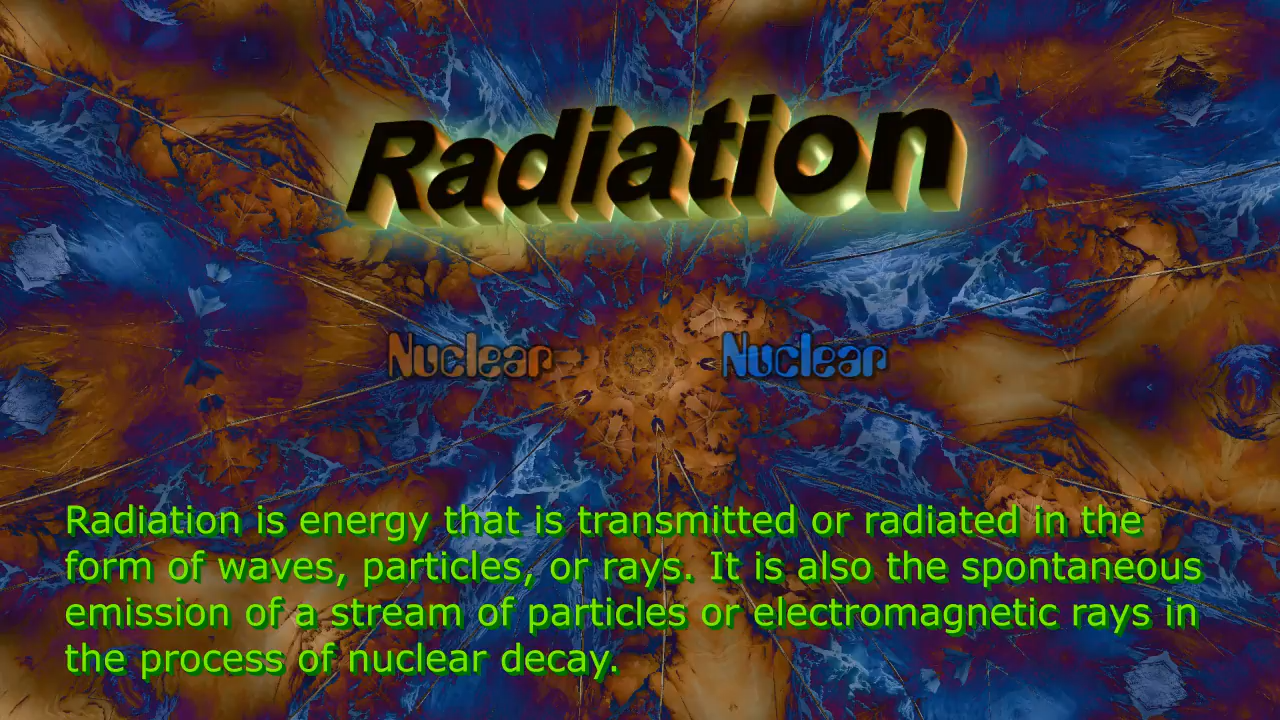 Radiation
Nuclear Nuclear
Radiation is energy that is transmitted or radiated in the
form of waves, particles, or rays. It is also the spontaneous
emission of a stream of particles or electromagnetic rays in
the process of nuclear decay.